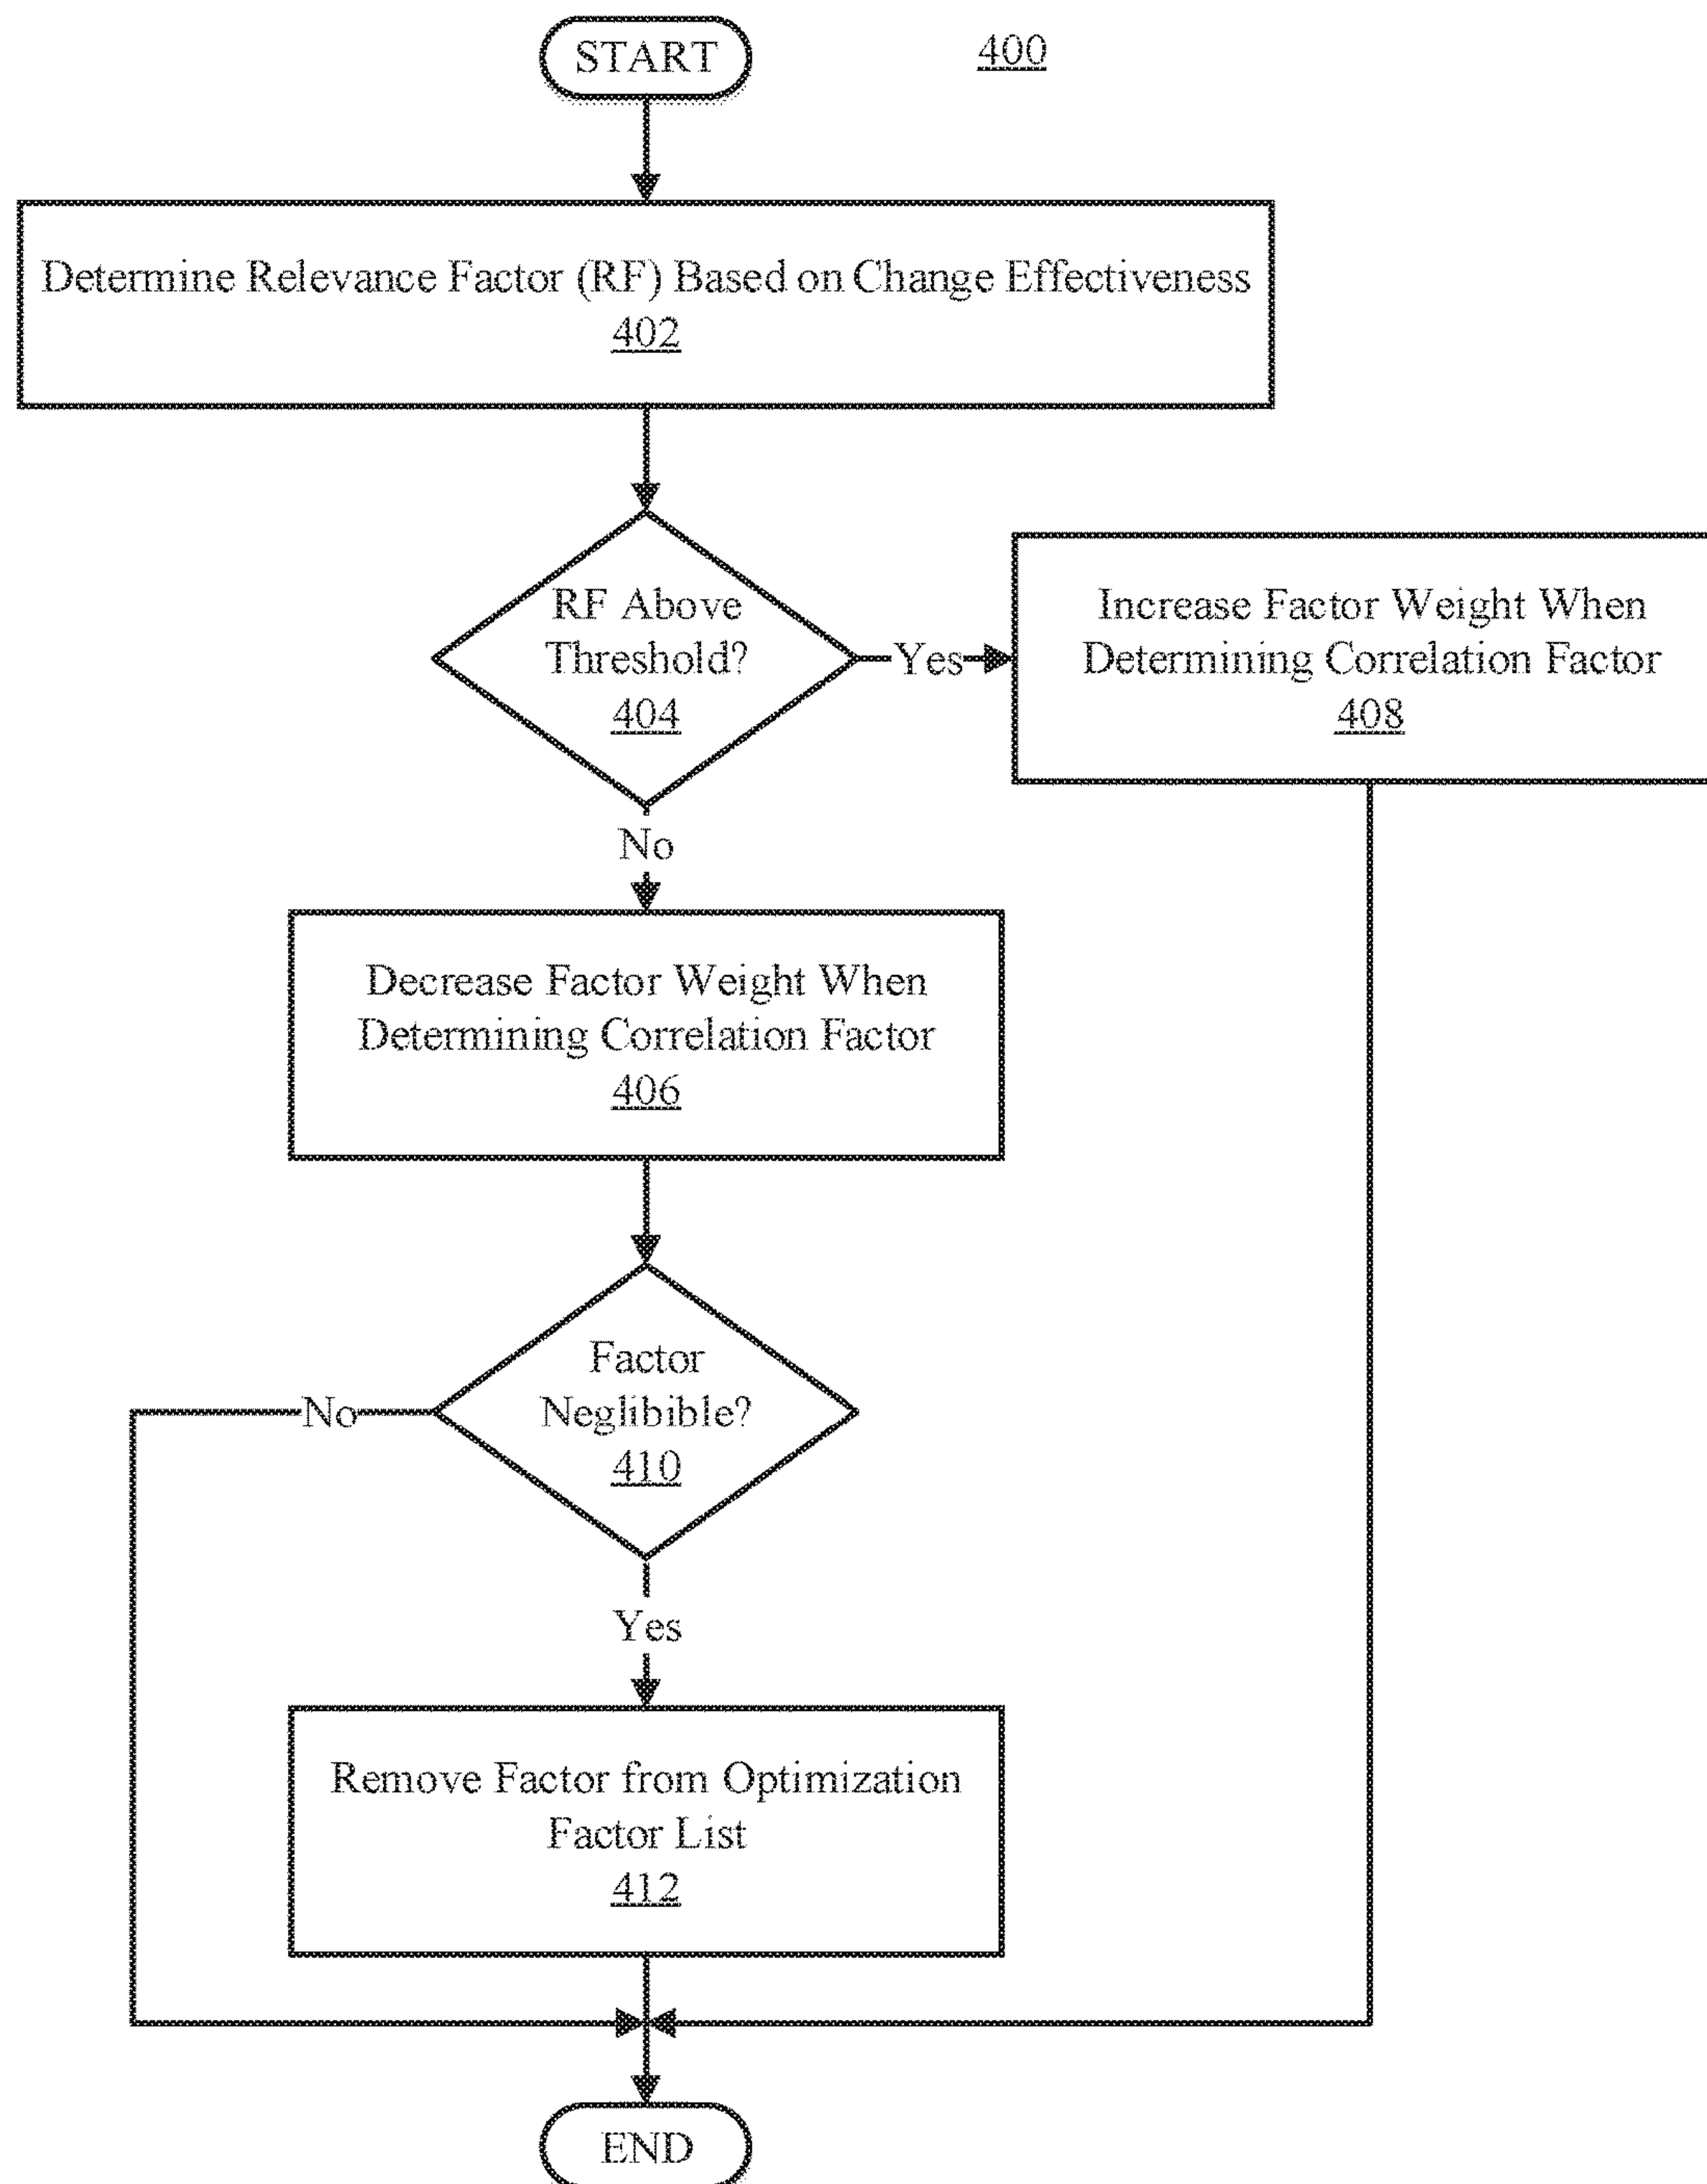 START
400
Determine Relevance Factor (RF) Based on Change Effectiveness
402
RF Above
Threshold?
404
Yes
Increase Factor Weight When
Determining Correlation Factor
408
No
Decrease Factor Weight When
Determining Correlation Factor
406
Factor
Neglibible?
410
No
Yes
Remove Factor from Optimization
Factor List
412
END